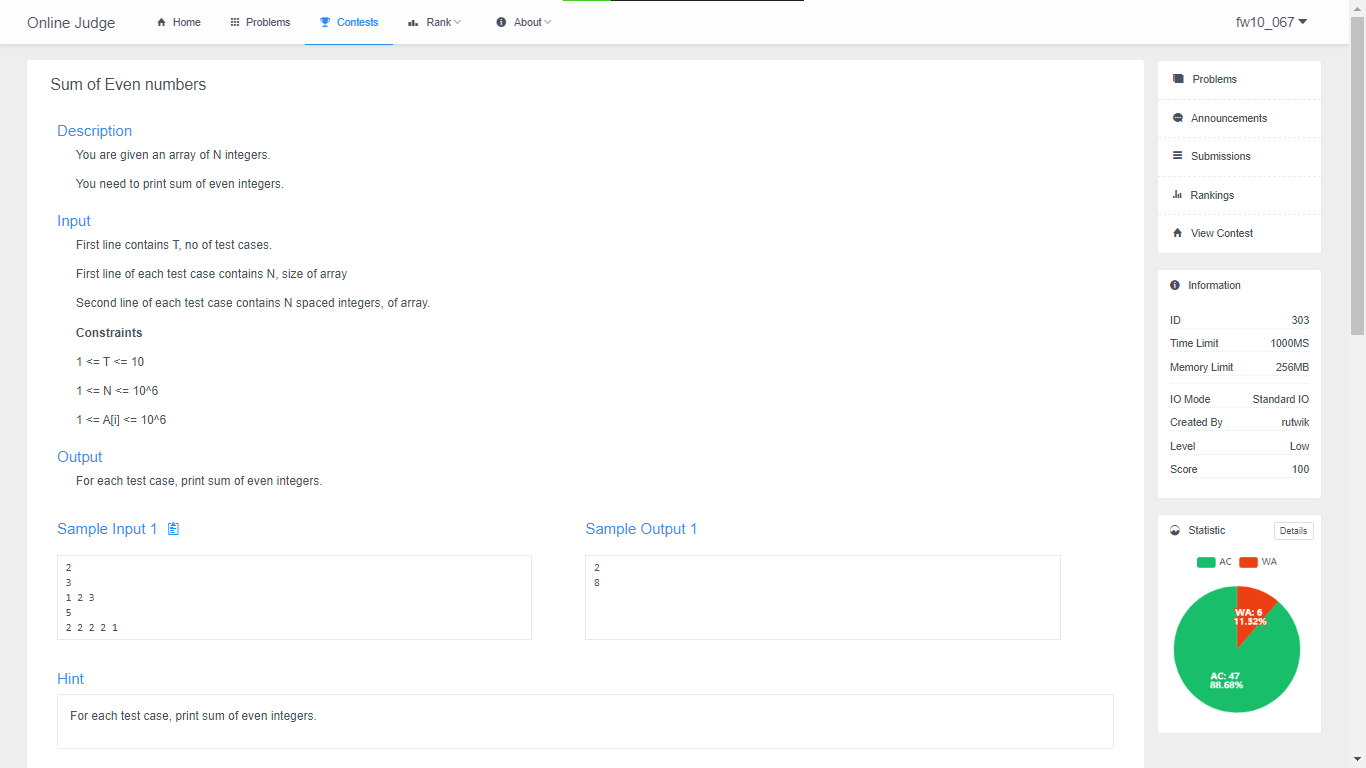 Online Judge Home Problems Contests Rank About fw10_067
Sum of Even numbers
Description
You are given an array of N integers.
You need to print sum of even integers.
Input
First line contains T, no of test cases.
First line of each test case contains N, size of array
Second line of each test case contains N spaced integers, of array.
Constraints
1 <= T <= 10
1 <= N <= 10^6
1 <= A[i] <= 10^6
Output
For each test case, print sum of even integers.
Sample Input 1
2
3
1 2 3
5
2 2 2 2 1
Sample Output 1
2
8
Hint
For each test case, print sum of even integers.
Problems
Announcements
Submissions
Rankings
View Contest
Information
ID 303
Time Limit 1000MS
Memory Limit 256MB
IO Mode Standard IO
Created By rutwik
Level Low
Score 100
Statistic Details
AC WA
WA: 6
11.32%
AC: 47
88.68%